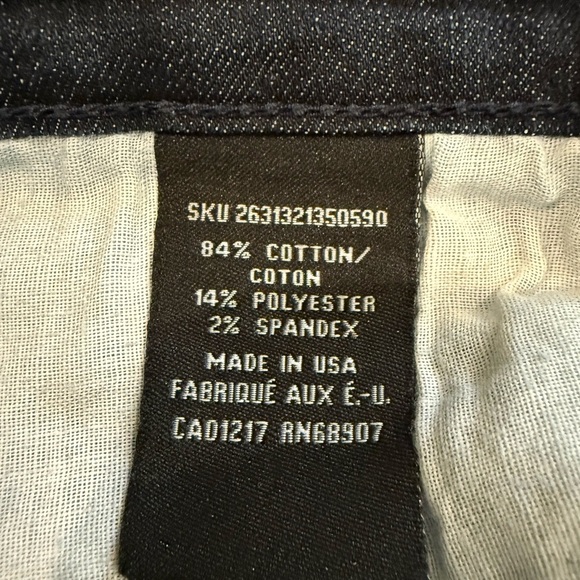 SKU 2631321350590
84% COTTON/
COTON
14% POLYESTER
2% SPANDEX
MADE IN USA
FABRIQUÉ AUX É.-U.
CA01217 RN68907